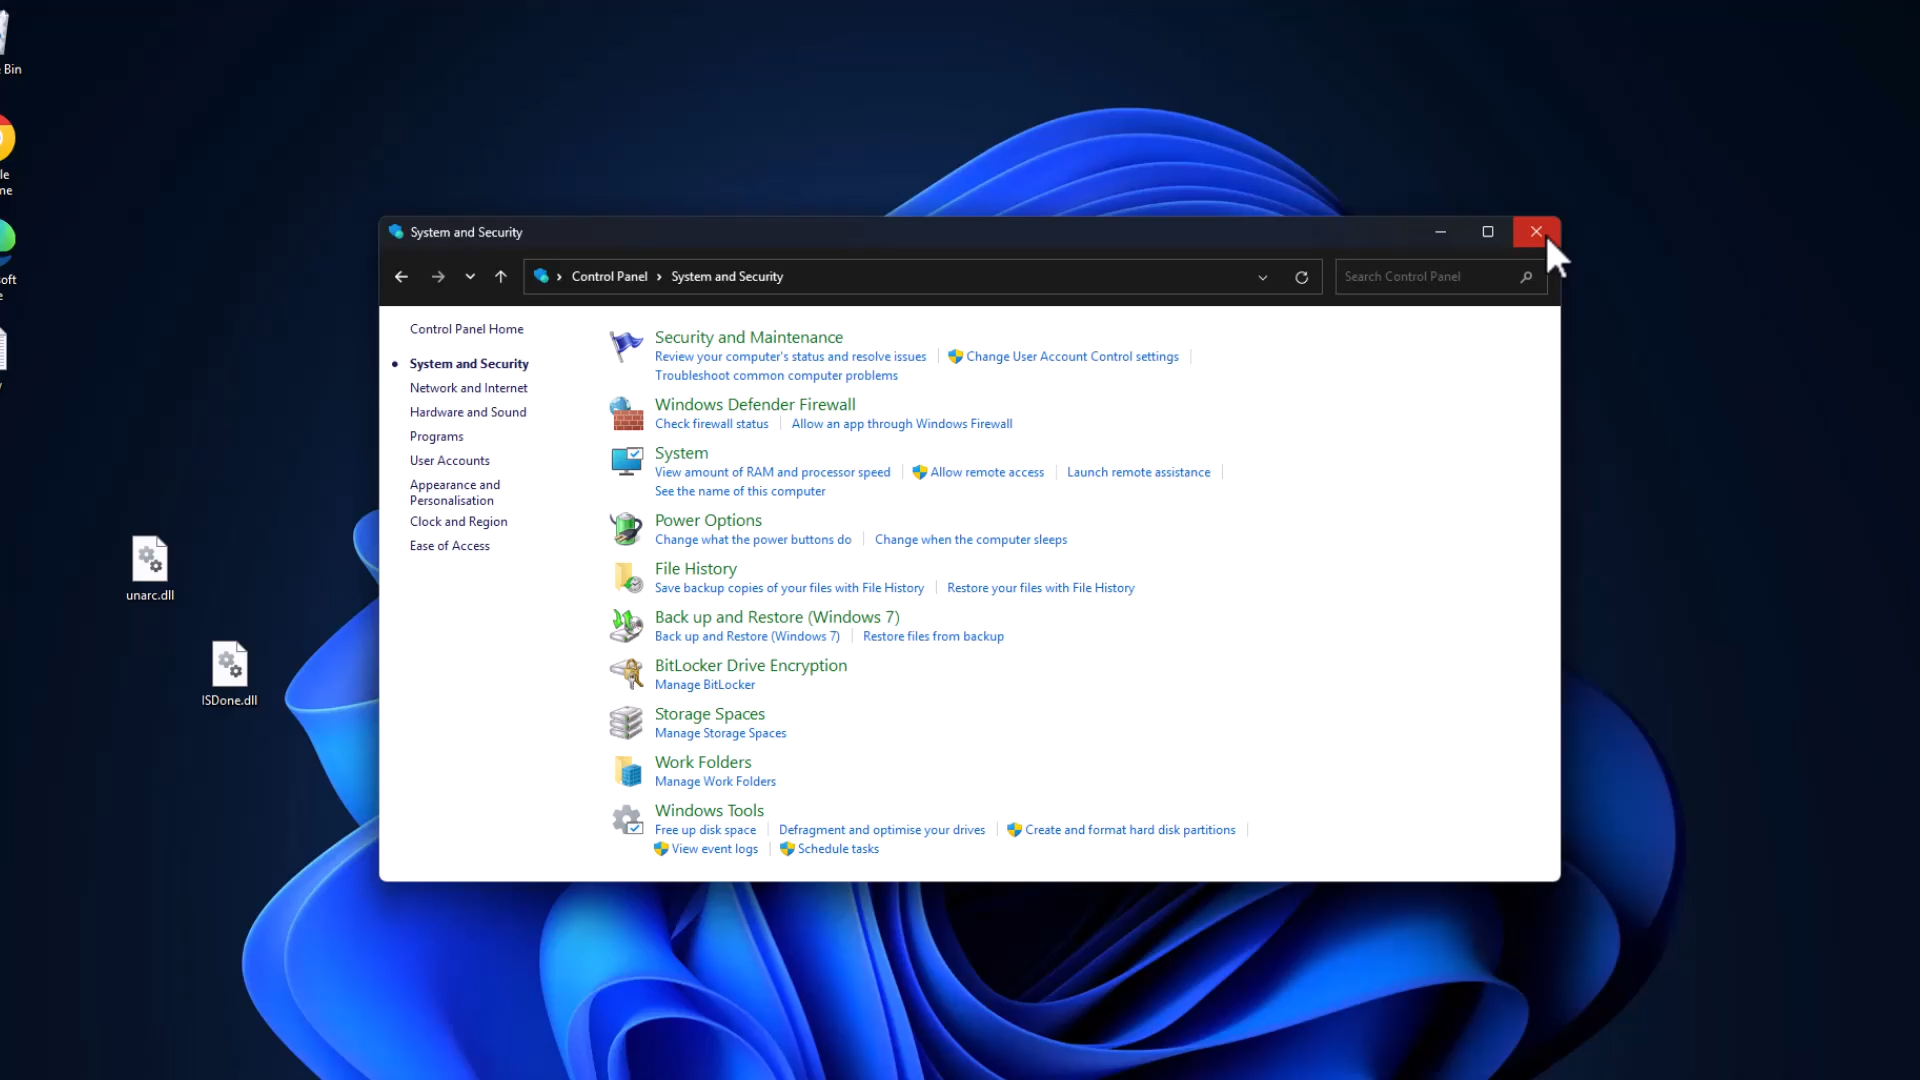 Bin
le
me
soft
e
y
unarc.dll
ISDone.dll
System and Security
Control Panel System and Security
Search Control Panel
Control Panel Home
System and Security
Network and Internet
Hardware and Sound
Programs
User Accounts
Appearance and
Personalisation
Clock and Region
Ease of Access
Security and Maintenance
Review your computer's status and resolve issues Change User Account Control settings
Troubleshoot common computer problems
Windows Defender Firewall
Check firewall status Allow an app through Windows Firewall
System
View amount of RAM and processor speed Allow remote access Launch remote assistance
See the name of this computer
Power Options
Change what the power buttons do Change when the computer sleeps
File History
Save backup copies of your files with File History Restore your files with File History
Back up and Restore (Windows 7)
Back up and Restore (Windows 7) Restore files from backup
BitLocker Drive Encryption
Manage BitLocker
Storage Spaces
Manage Storage Spaces
Work Folders
Manage Work Folders
Windows Tools
Free up disk space Defragment and optimise your drives Create and format hard disk partitions
View event logs Schedule tasks